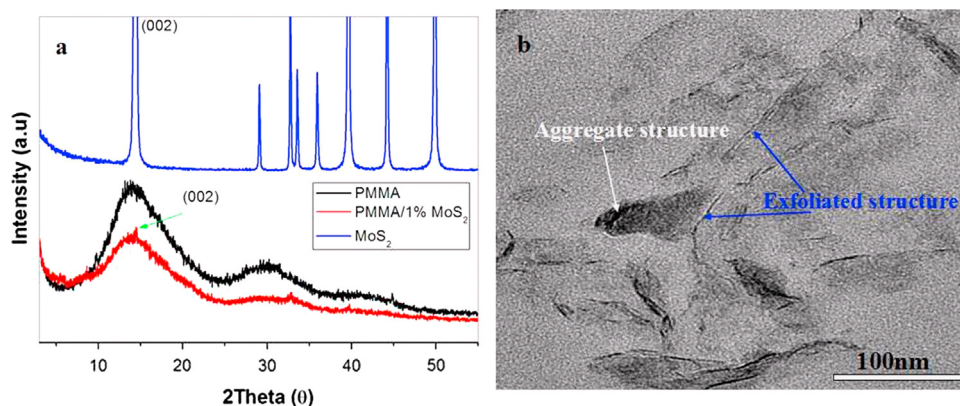 a
(002)
Intensity (a.u)
(002)
PMMA
PMMA/1% MoS₂
MoS₂
10 20 30 40 50
2Theta (θ)
b
Aggregate structure
Exfoliated structure
100nm